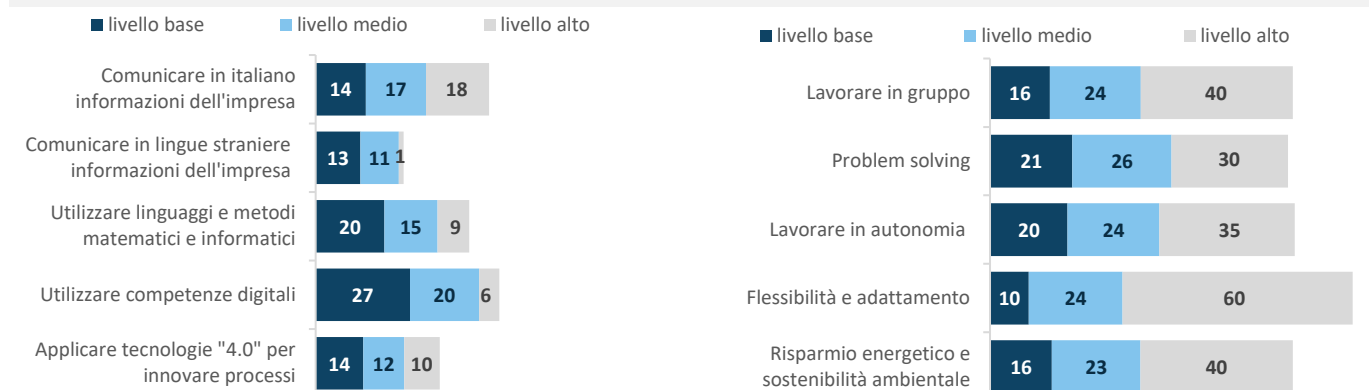 livello base livello medio livello alto
Comunicare in italiano
informazioni dell'impresa
14 17 18
Comunicare in lingue straniere
informazioni dell'impresa
13 11 1
Utilizzare linguaggi e metodi
matematici e informatici
20 15 9
Utilizzare competenze digitali
27 20 6
Applicare tecnologie "4.0" per
innovare processi
14 12 10
livello base livello medio livello alto
Lavorare in gruppo
16 24 40
Problem solving
21 26 30
Lavorare in autonomia
20 24 35
Flessibilità e adattamento
10 24 60
Risparmio energetico e
sostenibilità ambientale
16 23 40